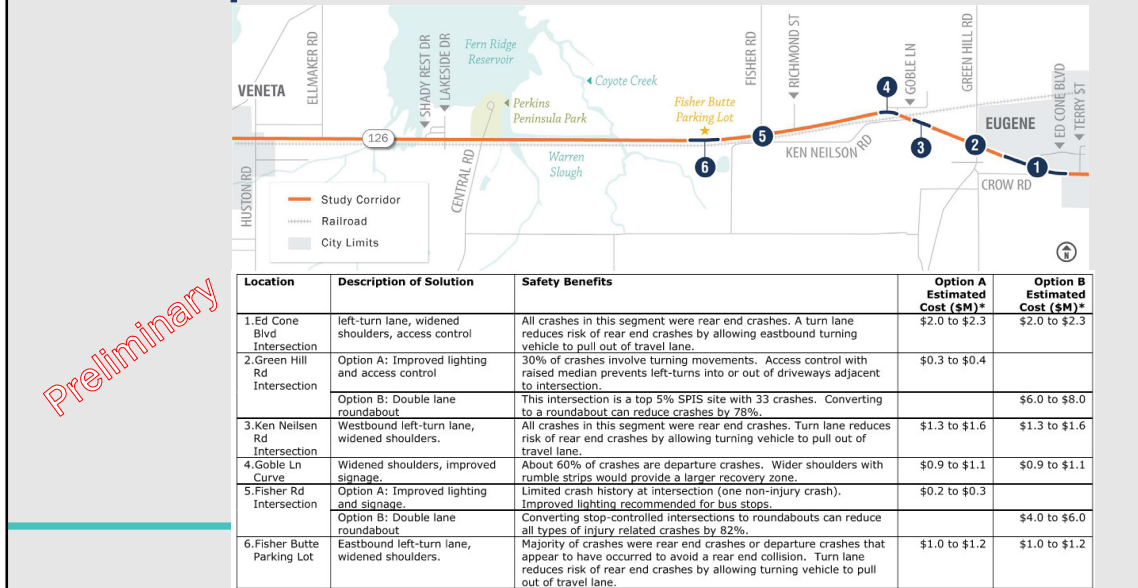 VENETA
ELLMAKER RD
SHADY REST DR
LAKESIDE DR
Fern Ridge
Reservoir
Coyote Creek
Perkins
Peninsula Park
Fisher Butte
Parking Lot
FISHER RD
RICHMOND ST
GOBLE LN
GREEN HILL RD
ED CONE BLVD
TERRY ST
EUGENE
126
HUSTON RD
CENTRAL RD
Warren
Slough
KEN NEILSON RD
CROW RD
4
5
6
3
2
1
Study Corridor
Railroad
City Limits
N
Preliminary
Location Description of Solution Safety Benefits Option A Option B
Estimated Estimated
Cost ($M)* Cost ($M)*
1.Ed Cone left-turn lane, widened All crashes in this segment were rear end crashes. A turn lane $2.0 to $2.3 $2.0 to $2.3
Blvd shoulders, access control reduces risk of rear end crashes by allowing eastbound turning
Intersection vehicle to pull out of travel lane.
2.Green Hill Option A: Improved lighting 30% of crashes involve turning movements. Access control with $0.3 to $0.4
Rd and access control raised median prevents left-turns into or out of driveways adjacent
Intersection to intersection.
Option B: Double lane This intersection is a top 5% SPIS site with 33 crashes. Converting $6.0 to $8.0
roundabout to a roundabout can reduce crashes by 78%.
3.Ken Neilsen Westbound left-turn lane, All crashes in this segment were rear end crashes. Turn lane reduces $1.3 to $1.6 $1.3 to $1.6
Rd widened shoulders. risk of rear end crashes by allowing turning vehicle to pull out of
Intersection travel lane.
4.Goble Ln Widened shoulders, improved About 60% of crashes are departure crashes. Wider shoulders with $0.9 to $1.1 $0.9 to $1.1
Curve signage. rumble strips would provide a larger recovery zone.
5.Fisher Rd Option A: Improved lighting Limited crash history at intersection (one non-injury crash). $0.2 to $0.3
Intersection and signage. Improved lighting recommended for bus stops.
Option B: Double lane Converting stop-controlled intersections to roundabouts can reduce $4.0 to $6.0
roundabout all types of injury related crashes by 82%.
6.Fisher Butte Eastbound left-turn lane, Majority of crashes were rear end crashes or departure crashes that $1.0 to $1.2 $1.0 to $1.2
Parking Lot widened shoulders. appear to have occurred to avoid a rear end collision. Turn lane
reduces risk of rear end crashes by allowing turning vehicle to pull
out of travel lane.